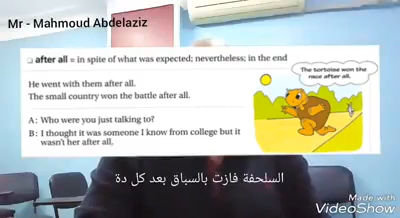 Mr - Mahmoud Abdelaziz
after all = in spite of what was expected; nevertheless; in the end
The tortoise won the
race after all.
He went with them after all.
The small country won the battle after all.
A: Who were you just talking to?
B: I thought it was someone I know from college but it
wasn't her after all.
السلحفة فازت بالسباق بعد كل دة
Made with
VideoShow